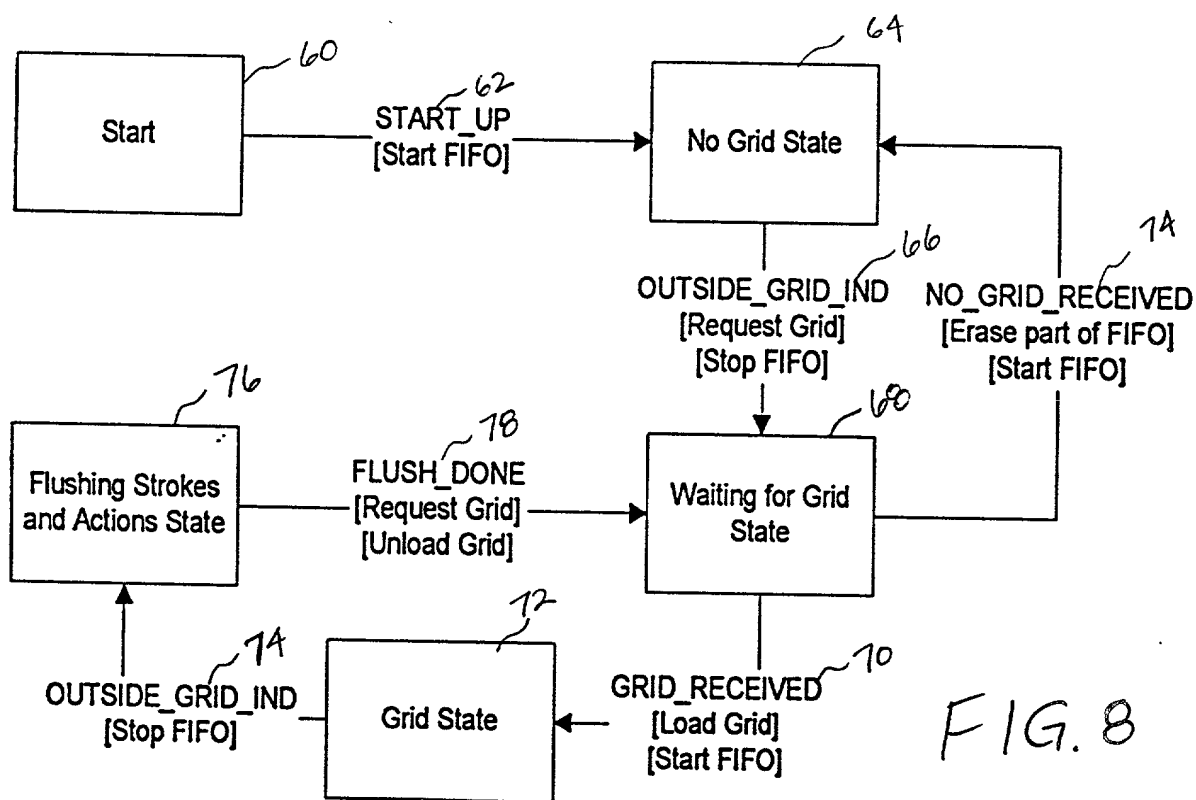 60
Start
62
START_UP
[Start FIFO]
64
No Grid State
66
OUTSIDE_GRID_IND
[Request Grid]
[Stop FIFO]
74
NO_GRID_RECEIVED
[Erase part of FIFO]
[Start FIFO]
76
Flushing Strokes
and Actions State
78
FLUSH_DONE
[Request Grid]
[Unload Grid]
68
Waiting for Grid
State
74
OUTSIDE_GRID_IND
[Stop FIFO]
72
Grid State
70
GRID_RECEIVED
[Load Grid]
[Start FIFO]
FIG. 8